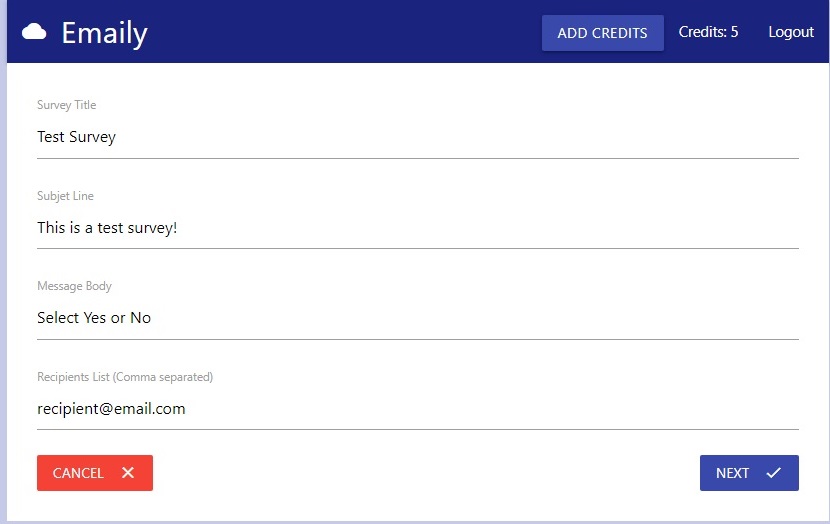 Emaily
ADD CREDITS Credits: 5 Logout
Survey Title
Test Survey
Subjet Line
This is a test survey!
Message Body
Select Yes or No
Recipients List (Comma separated)
recipient@email.com
CANCEL
NEXT